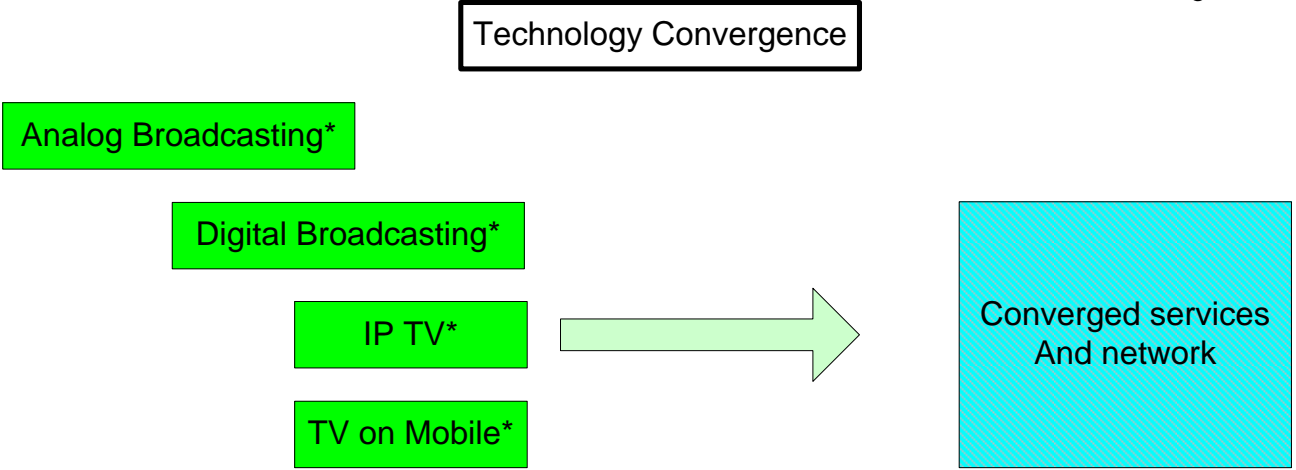 Technology Convergence
Analog Broadcasting*
Digital Broadcasting*
IP TV*
TV on Mobile*
Converged services
And network